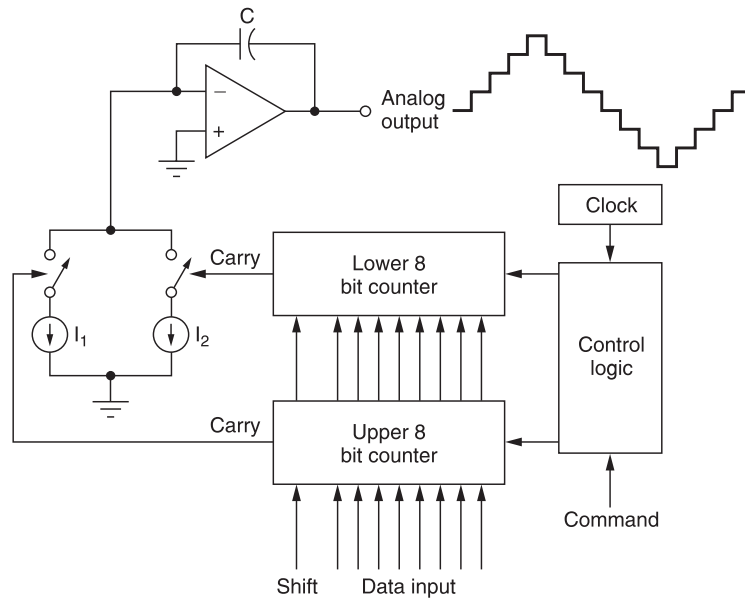 C
−
+
Analog
output
Clock
Carry
Lower 8
bit counter
I1
I2
Control
logic
Carry
Upper 8
bit counter
Command
Shift
Data input